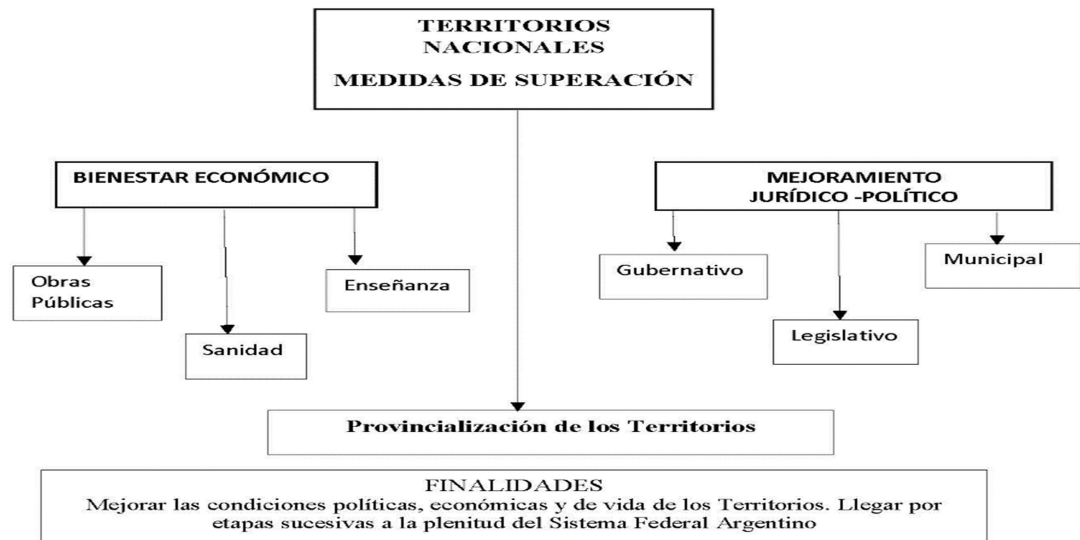 TERRITORIOS
NACIONALES
MEDIDAS DE SUPERACIÓN
BIENESTAR ECONÓMICO
MEJORAMIENTO
JURÍDICO -POLÍTICO
Obras
Públicas
Sanidad
Enseñanza
Gubernativo
Legislativo
Municipal
Provincialización de los Territorios
FINALIDADES
Mejorar las condiciones políticas, económicas y de vida de los Territorios. Llegar por
etapas sucesivas a la plenitud del Sistema Federal Argentino